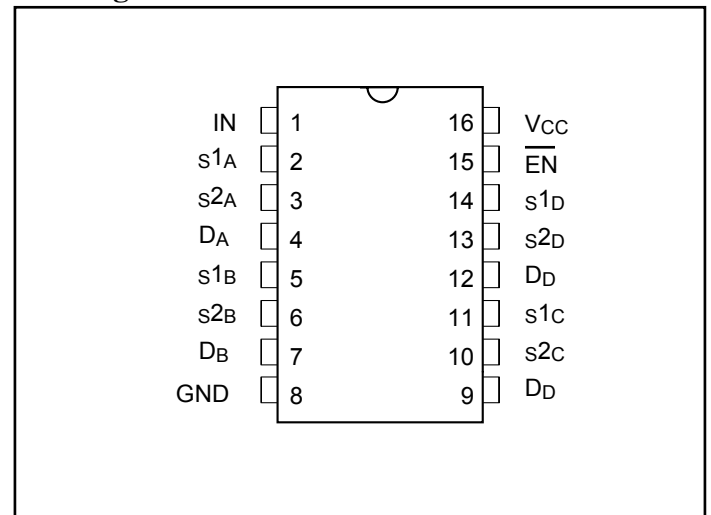 IN 1 16 VCC
S1A 2 15 EN
S2A 3 14 S1D
DA 4 13 S2D
S1B 5 12 DD
S2B 6 11 S1C
DB 7 10 S2C
GND 8 9 DD